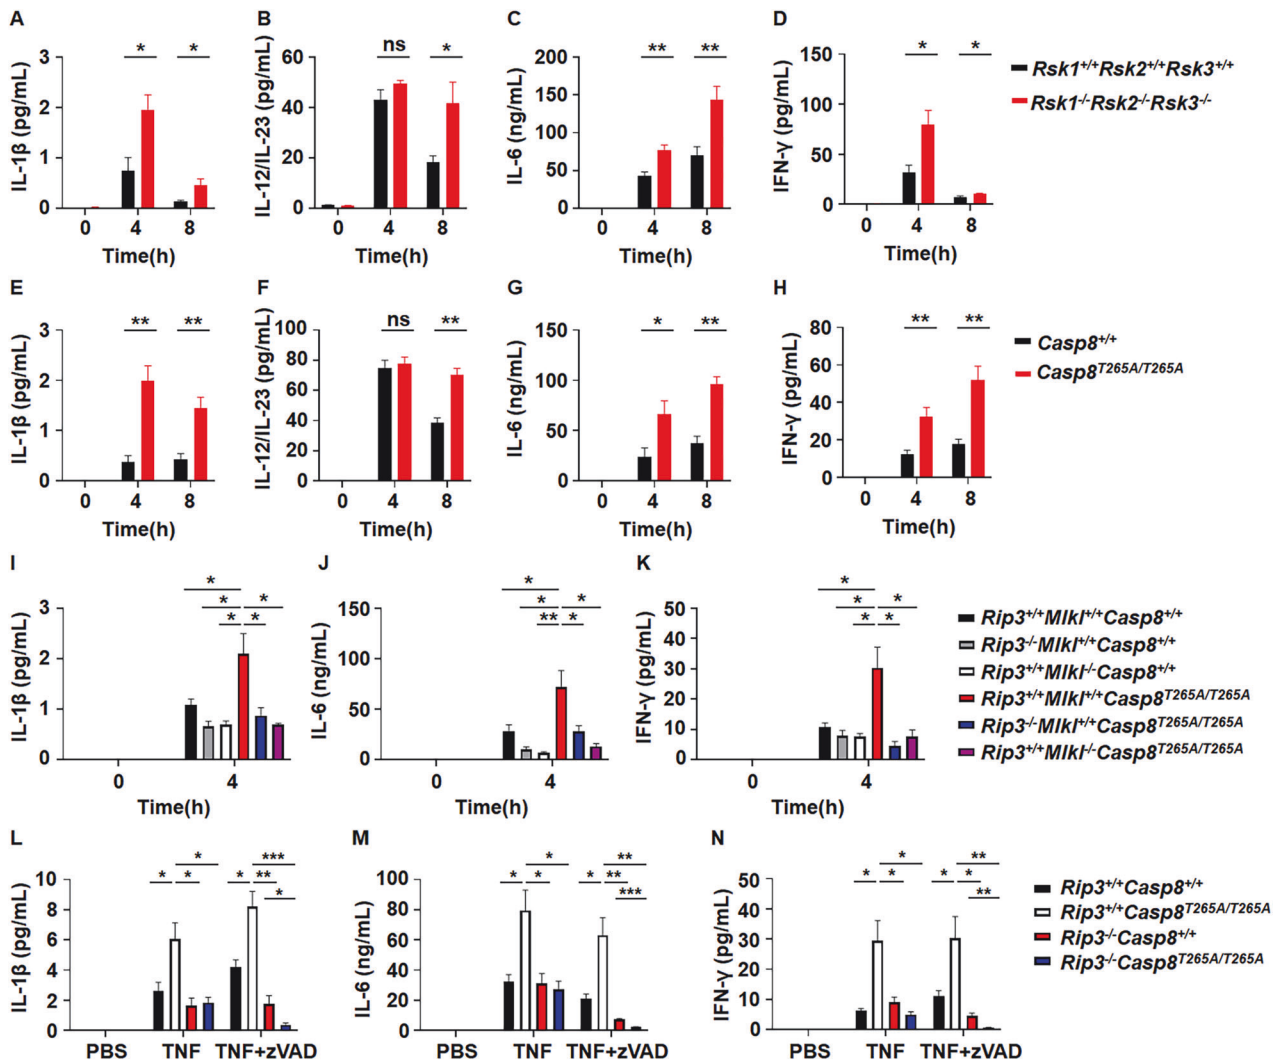 A
IL-1β (pg/mL)
3
2
1
0
* *
0 4 8
Time(h)
B
IL-12/IL-23 (pg/mL)
60
40
20
0
ns *
0 4 8
Time(h)
C
IL-6 (ng/mL)
200
150
100
50
0
** **
0 4 8
Time(h)
D
IFN-γ (pg/mL)
150
100
50
0
* *
0 4 8
Time(h)
Rsk1+/+Rsk2+/+Rsk3+/+
Rsk1-/-Rsk2-/-Rsk3-/-
E
IL-1β (pg/mL)
3
2
1
0
** **
0 4 8
Time(h)
F
IL-12/IL-23 (pg/mL)
100
80
60
40
20
0
ns **
0 4 8
Time(h)
G
IL-6 (ng/mL)
150
100
50
0
* **
0 4 8
Time(h)
H
IFN-γ (pg/mL)
80
60
40
20
0
** **
0 4 8
Time(h)
Casp8+/+
Casp8T265A/T265A
I
IL-1β (pg/mL)
3
2
1
0
*
* *
* *
0 4
Time(h)
J
IL-6 (ng/mL)
150
100
50
0
*
* *
** *
0 4
Time(h)
K
IFN-γ (pg/mL)
50
40
30
20
10
0
*
* *
* *
0 4
Time(h)
Rip3+/+Mlkl+/+Casp8+/+
Rip3-/-Mlkl+/+Casp8+/+
Rip3+/+Mlkl-/-Casp8+/+
Rip3+/+Mlkl+/+Casp8T265A/T265A
Rip3-/-Mlkl+/+Casp8T265A/T265A
Rip3+/+Mlkl-/-Casp8T265A/T265A
L
IL-1β (pg/mL)
10
8
6
4
2
0
* ***
* * * **
*
PBS TNF TNF+zVAD
M
IL-6 (ng/mL)
100
80
60
40
20
0
* **
* * * **
***
PBS TNF TNF+zVAD
N
IFN-γ (pg/mL)
50
40
30
20
10
0
* **
* * * *
**
PBS TNF TNF+zVAD
Rip3+/+Casp8+/+
Rip3+/+Casp8T265A/T265A
Rip3-/-Casp8+/+
Rip3-/-Casp8T265A/T265A